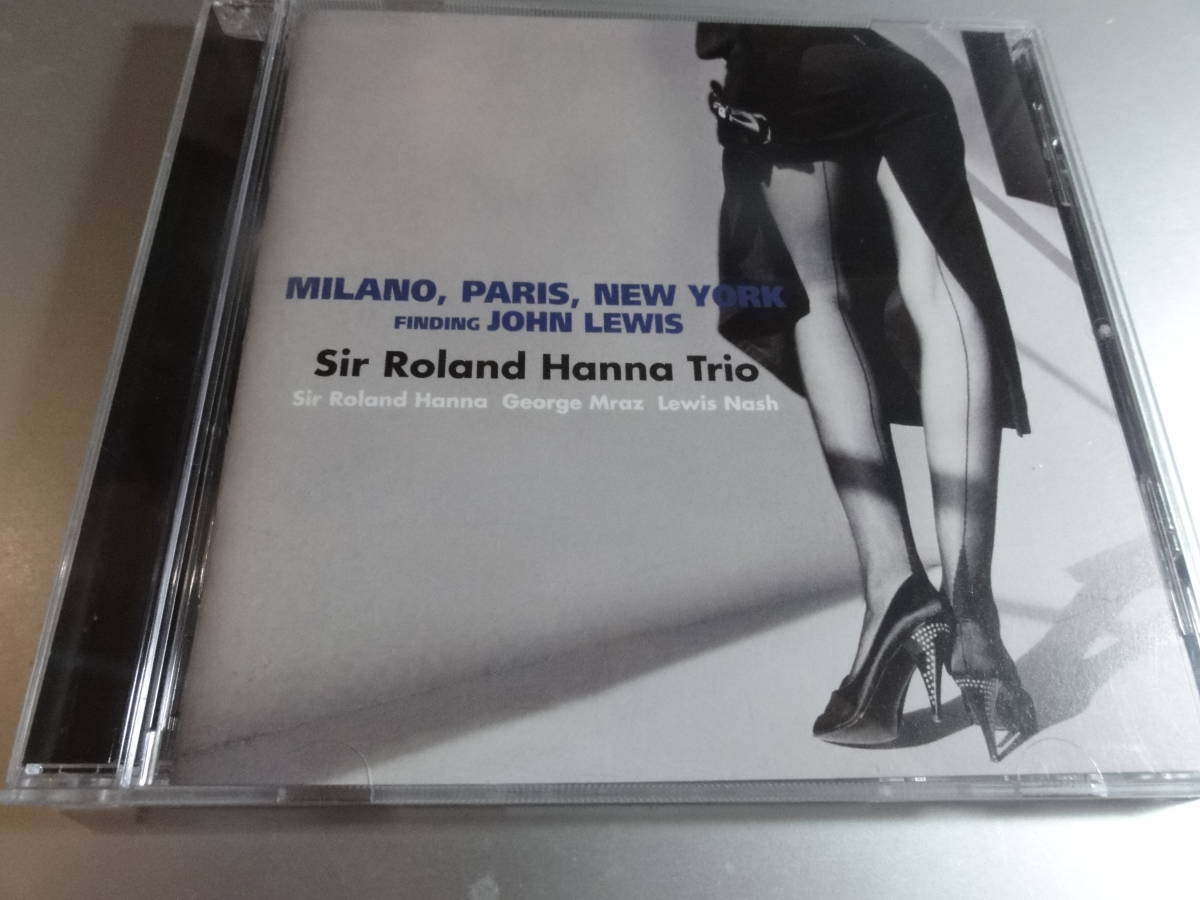 MILANO, PARIS, NEW YORK
FINDING JOHN LEWIS
Sir Roland Hanna Trio
Sir Roland Hanna George Mraz Lewis Nash